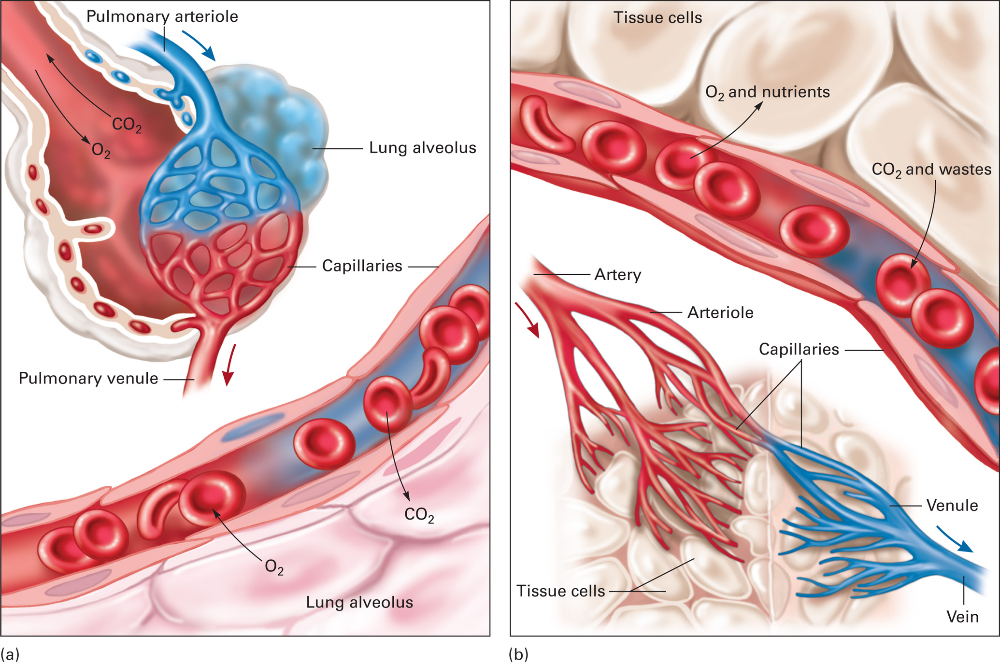 Pulmonary arteriole
CO₂
O₂
Lung alveolus
Capillaries
Pulmonary venule
CO₂
O₂
Lung alveolus
(a)
Tissue cells
O₂ and nutrients
CO₂ and wastes
Artery
Arteriole
Capillaries
Venule
Tissue cells
Vein
(b)